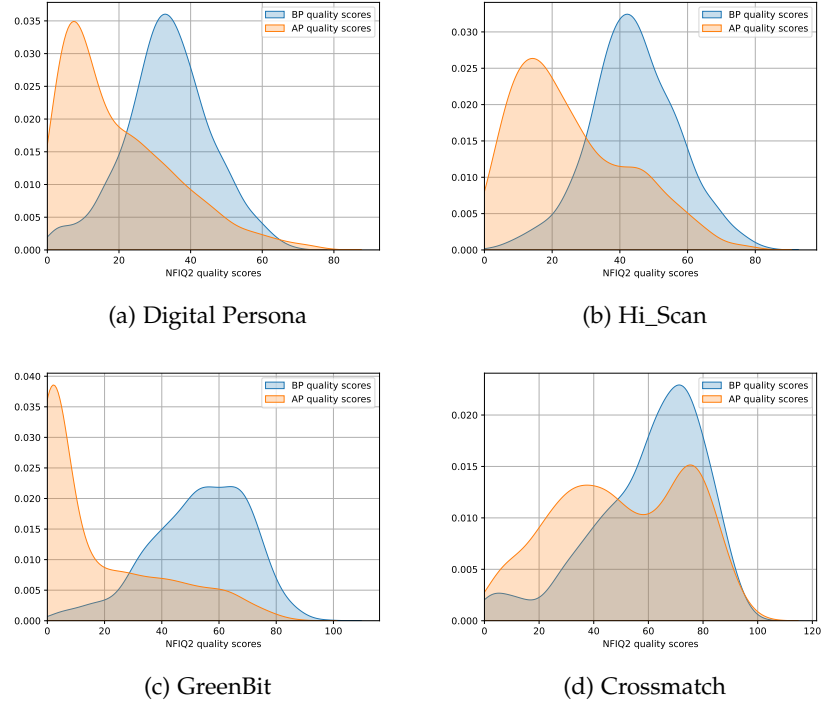 BP quality scores
AP quality scores
0.035
0.030
0.025
0.020
0.015
0.010
0.005
0.000
0 20 40 60 80
NFIQ2 quality scores
(a) Digital Persona
BP quality scores
AP quality scores
0.030
0.025
0.020
0.015
0.010
0.005
0.000
0 20 40 60 80
NFIQ2 quality scores
(b) Hi_Scan
BP quality scores
AP quality scores
0.040
0.035
0.030
0.025
0.020
0.015
0.010
0.005
0.000
0 20 40 60 80 100
NFIQ2 quality scores
(c) GreenBit
BP quality scores
AP quality scores
0.020
0.015
0.010
0.005
0.000
0 20 40 60 80 100 120
NFIQ2 quality scores
(d) Crossmatch